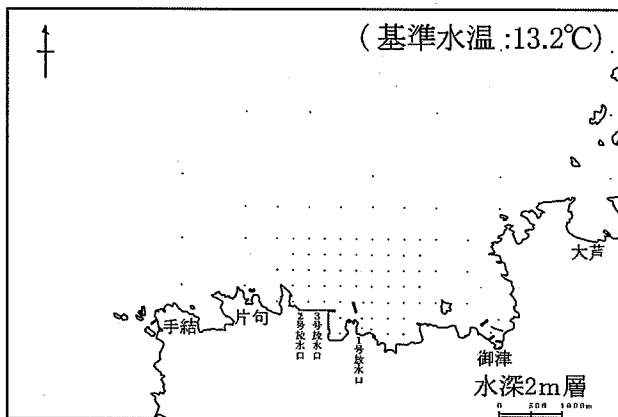 (基準水温:13.2℃)
大芦
手結
片句
2号放水口
3号放水口
1号放水口
御津
水深2m層
0 500 1000m